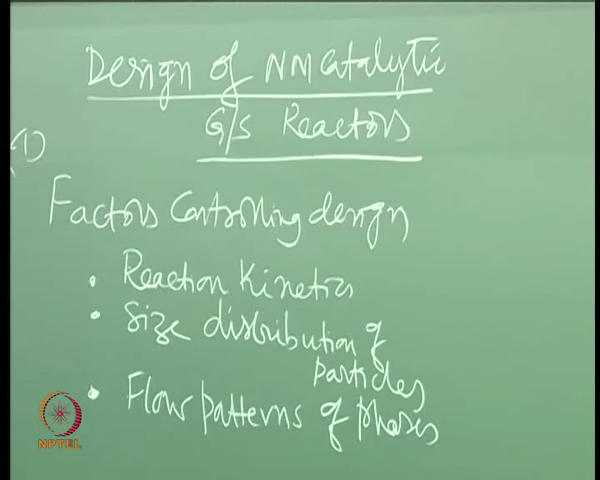 Design of NMCatalytic
G/S Reactors
1)
Factors Controlling design
• Reaction Kinetics
• Size distribution of
particles
• Flow patterns of phases
NPTEL